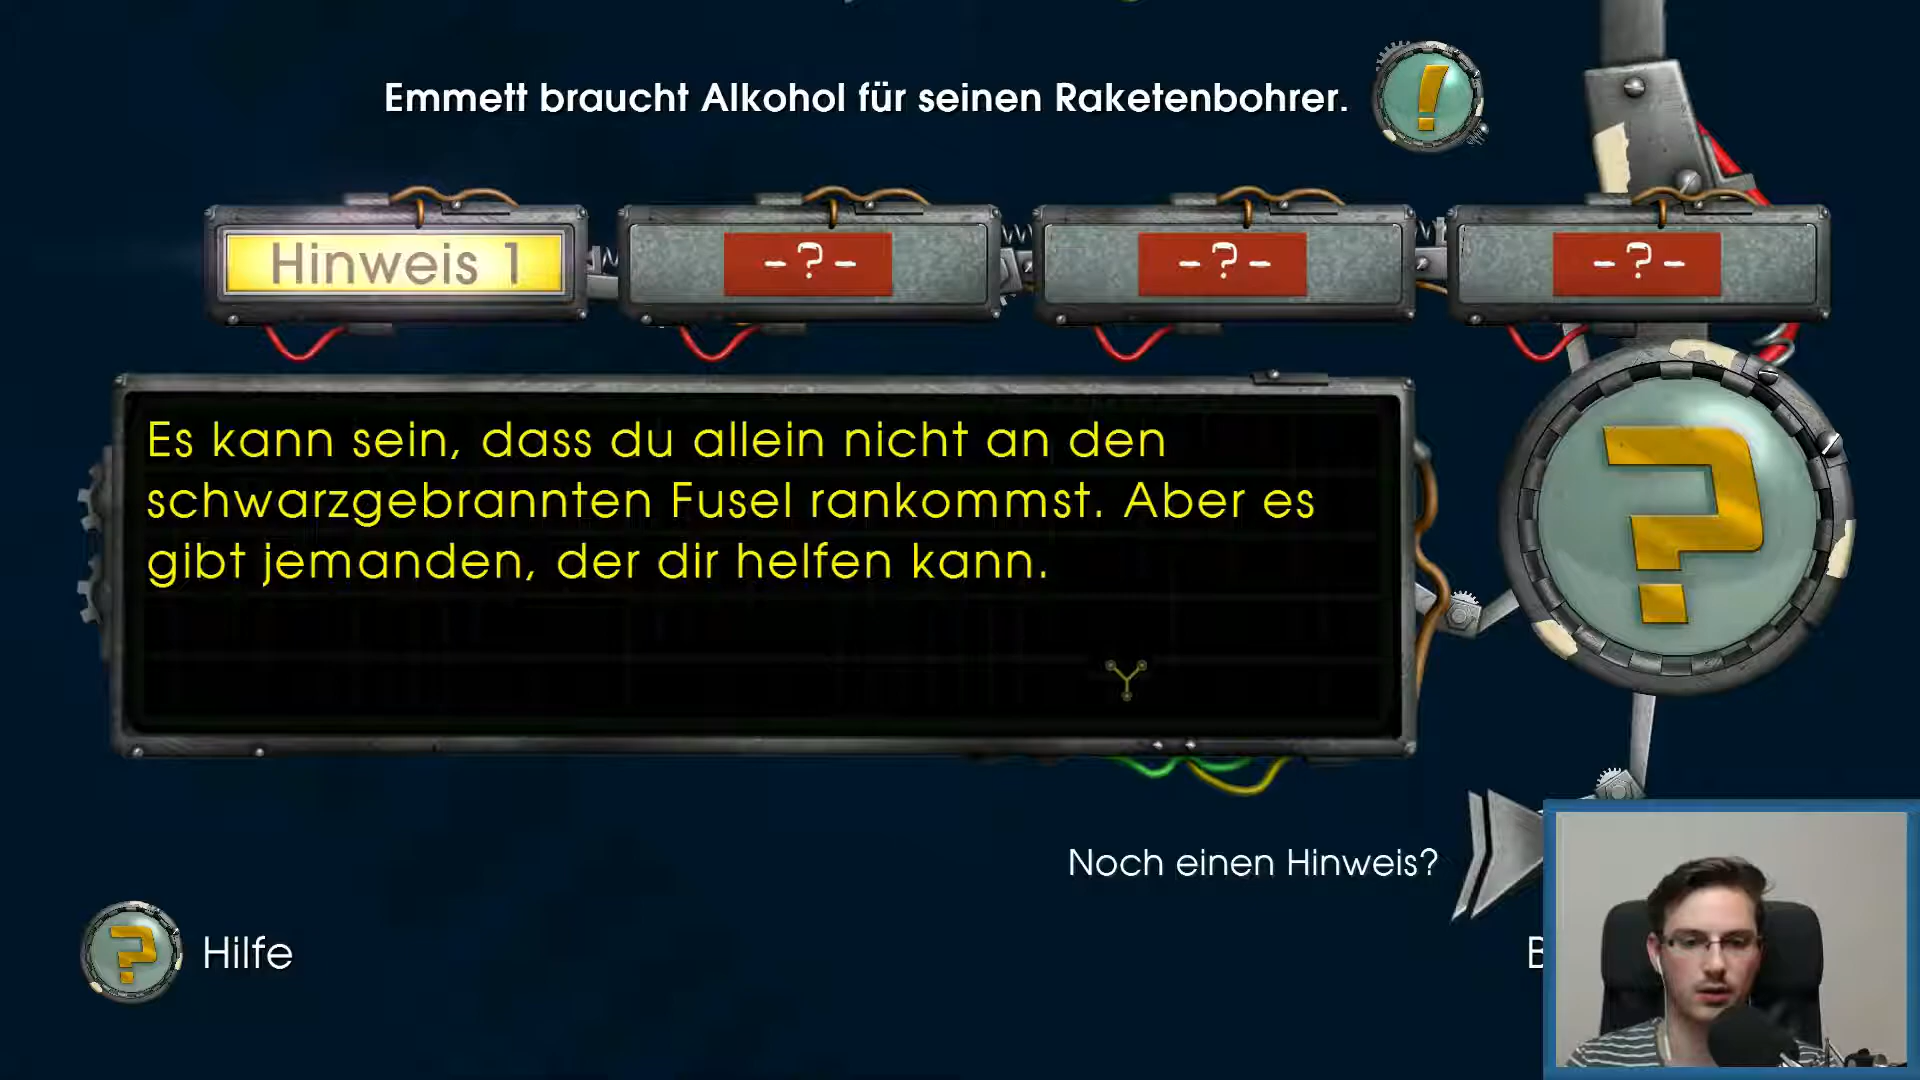 Emmett braucht Alkohol für seinen Raketenbohrer.
Hinweis 1
-?-
-?-
-?-
Es kann sein, dass du allein nicht an den
schwarzgebrannten Fusel rankommst. Aber es
gibt jemanden, der dir helfen kann.
Noch einen Hinweis?
Hilfe